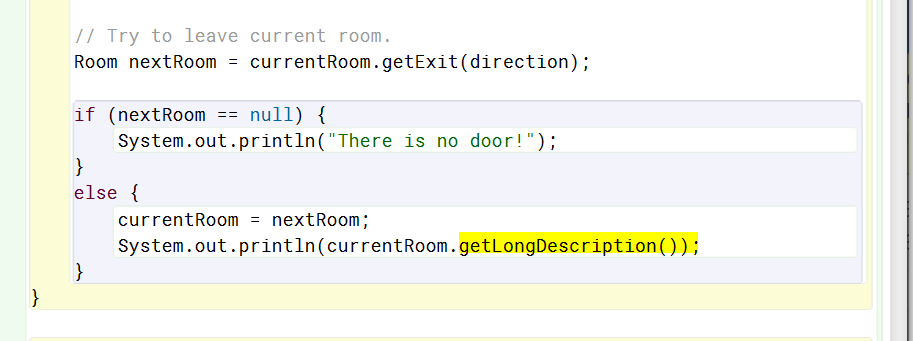 // Try to leave current room.
Room nextRoom = currentRoom.getExit(direction);
if (nextRoom == null) {
System.out.println("There is no door!");
}
else {
currentRoom = nextRoom;
System.out.println(currentRoom.getLongDescription());
}
}